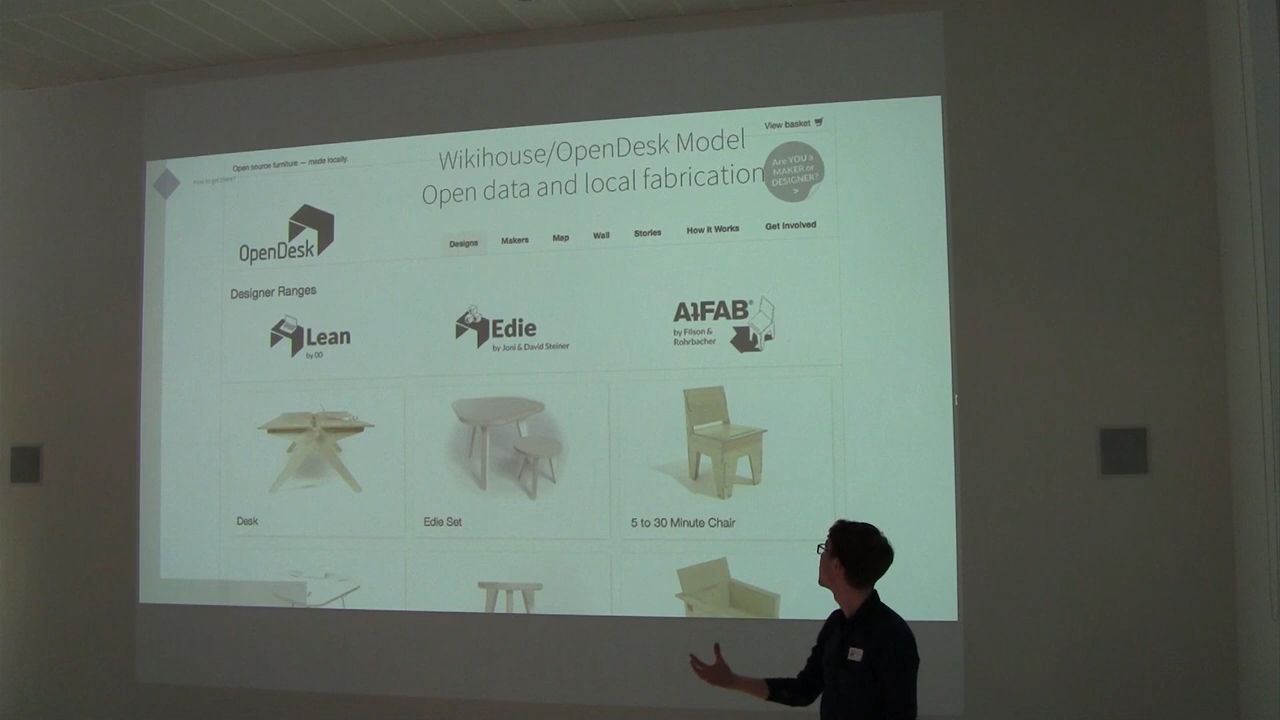 View basket
Open source furniture — made locally.
Wikihouse/OpenDesk Model
Open data and local fabrication
Are YOU a
MAKER or
DESIGNER?
>
OpenDesk
Designs Makers Map Wall Stories How it Works Get Involved
Designer Ranges
Lean
by 00
Edie
by Joni & David Steiner
AtFAB®
by Filson &
Rohrbacher
Desk
Edie Set
5 to 30 Minute Chair